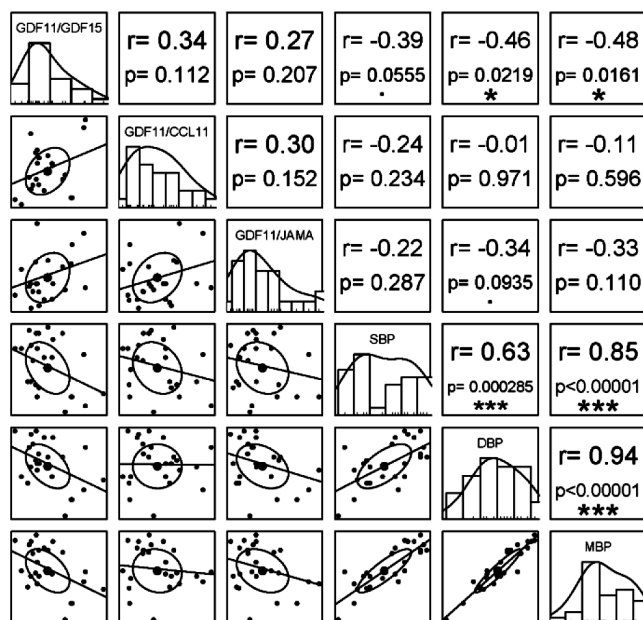 GDF11/GDF15
r= 0.34
p= 0.112
r= 0.27
p= 0.207
r= -0.39
p= 0.0555
.
r= -0.46
p= 0.0219
*
r= -0.48
p= 0.0161
*
GDF11/CCL11
r= 0.30
p= 0.152
r= -0.24
p= 0.234
r= -0.01
p= 0.971
r= -0.11
p= 0.596
GDF11/JAMA
r= -0.22
p= 0.287
r= -0.34
p= 0.0935
.
r= -0.33
p= 0.110
SBP
r= 0.63
p= 0.000285
***
r= 0.85
p<0.00001
***
DBP
r= 0.94
p<0.00001
***
MBP